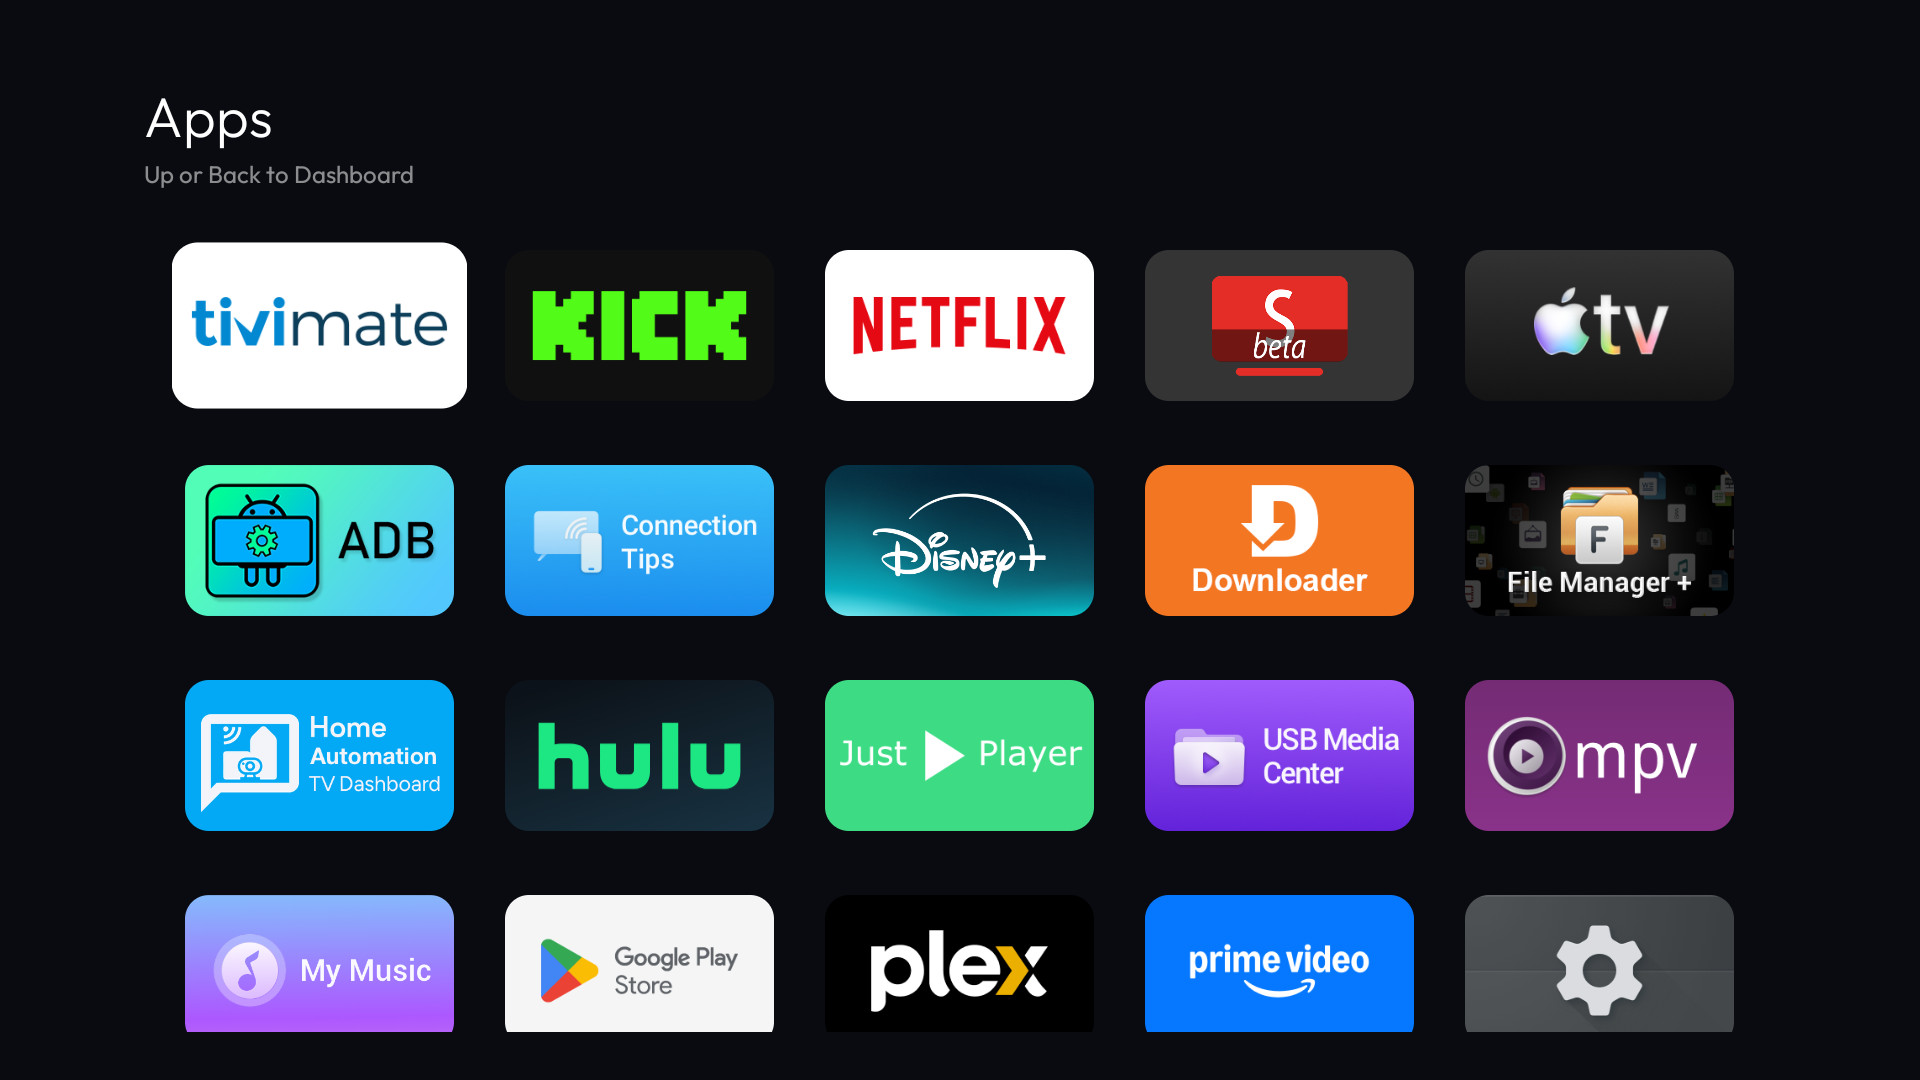 Apps
Up or Back to Dashboard
tivimate
KICK
NETFLIX
S
beta
tv
ADB
Connection
Tips
Disney+
D
Downloader
F
File Manager +
Home
Automation
TV Dashboard
hulu
Just Player
USB Media
Center
mpv
My Music
Google Play
Store
plex
prime video